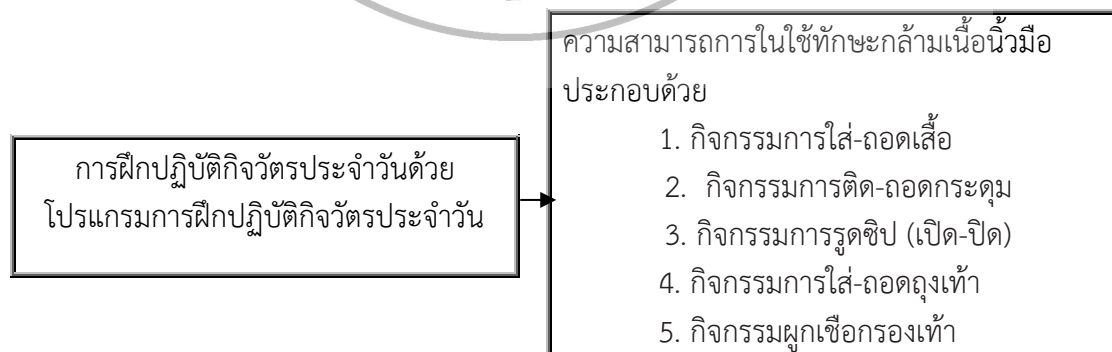 การฝึกปฏิบัติกิจวัตรประจำวันด้วย
โปรแกรมการฝึกปฏิบัติกิจวัตรประจำวัน
ความสามารถการในใช้ทักษะกล้ามเนื้อนิ้วมือ
ประกอบด้วย
1. กิจกรรมการใส่-ถอดเสื้อ
2. กิจกรรมการติด-ถอดกระดุม
3. กิจกรรมการรูดซิป (เปิด-ปิด)
4. กิจกรรมการใส่-ถอดถุงเท้า
5. กิจกรรมผูกเชือกรองเท้า